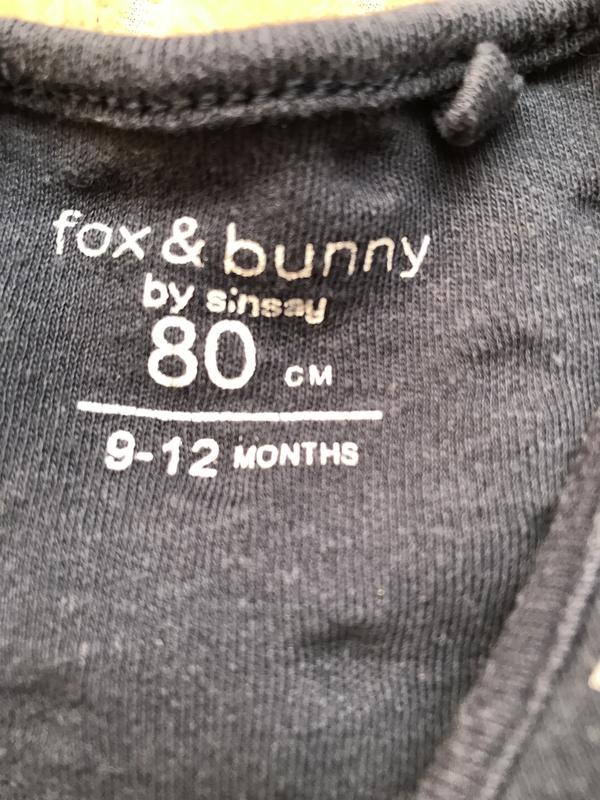 fox & bunny
by sinsay
80 CM
9-12 MONTHS